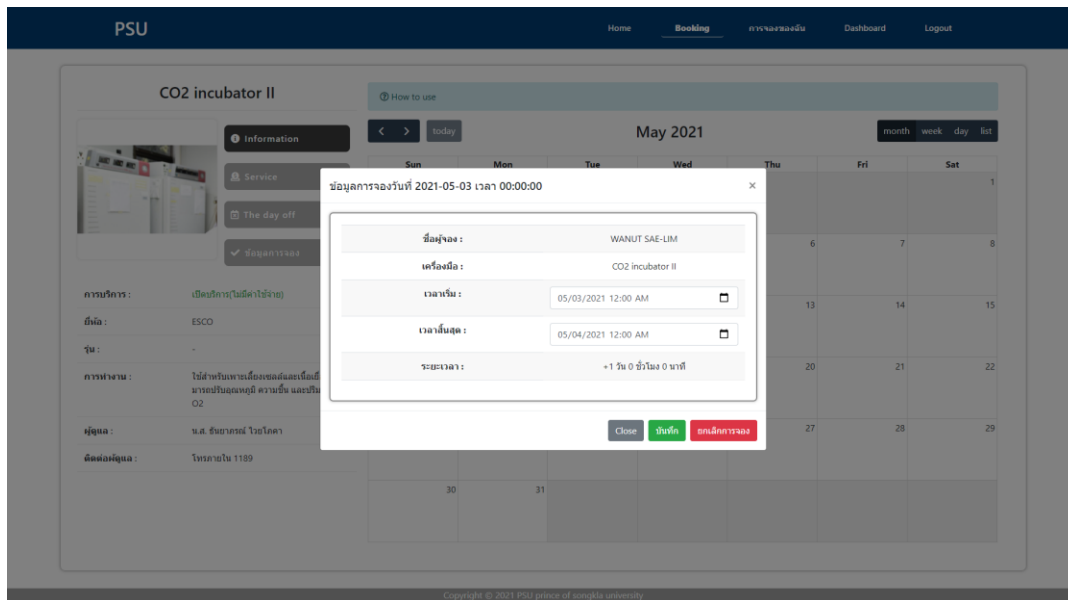 PSU
Home Booking การจองของฉัน Dashboard Logout
CO2 incubator II
Information
Service
The day off
ข้อมูลการจอง
การบริการ : เปิดบริการ(ไม่มีค่าใช้จ่าย)
ยี่ห้อ : ESCO
รุ่น : -
การทำงาน : ใช้สำหรับเพาะเลี้ยงเซลล์และเนื้อเยื่
มารถปรับอุณหภูมิ ความชื้น และปริม
O2
ผู้ดูแล : น.ส. ธันยาภรณ์ ไวยโภคา
ติดต่อผู้ดูแล : โทรภายใน 1189
How to use
< > today
May 2021
month week day list
Sun Mon Tue Wed Thu Fri Sat
1
6 7 8
13 14 15
20 21 22
27 28 29
30 31
ข้อมูลการจองวันที่ 2021-05-03 เวลา 00:00:00 ×
ชื่อผู้จอง : WANUT SAE-LIM
เครื่องมือ : CO2 incubator II
เวลาเริ่ม : 05/03/2021 12:00 AM
เวลาสิ้นสุด : 05/04/2021 12:00 AM
ระยะเวลา : +1 วัน 0 ชั่วโมง 0 นาที
Close บันทึก ยกเลิกการจอง
Copyright © 2021 PSU prince of songkla university